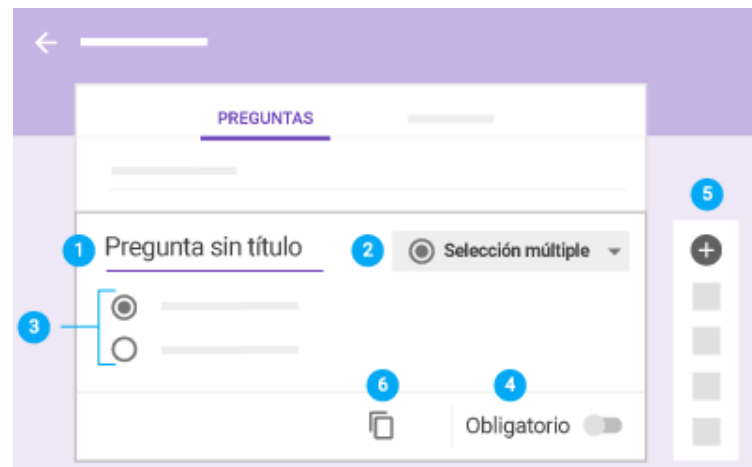 PREGUNTAS
5
1 Pregunta sin título
2 Selección múltiple
3
6
4
Obligatorio